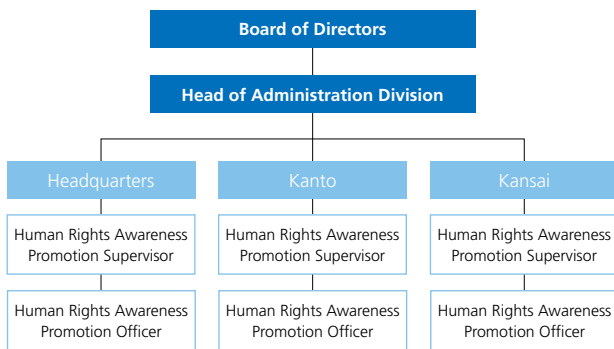 Board of Directors
Head of Administration Division
Headquarters
Kanto
Kansai
Human Rights Awareness
Promotion Supervisor
Human Rights Awareness
Promotion Supervisor
Human Rights Awareness
Promotion Supervisor
Human Rights Awareness
Promotion Officer
Human Rights Awareness
Promotion Officer
Human Rights Awareness
Promotion Officer